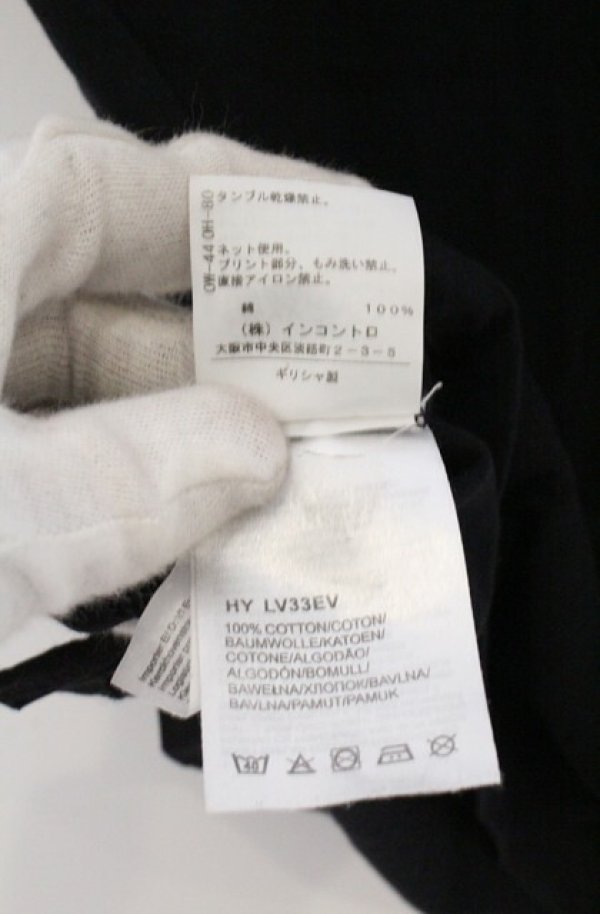 タンブル乾燥禁止。
ネット使用。
プリント部分、もみ洗い禁止。
直接アイロン禁止。
綿 100%
(株)インコントロ
大阪市中央区淡路町2-3-5
ギリシャ製
HY LV33EV
100% COTTON/COTON/
BAUMWOLLE/KATOEN/
COTONE/ALGODÃO/
ALGODÓN/BOMULL/
BAWEŁNA/ХЛОПОК/BAVLNA/
BAVLNA/PAMUT/PAMUK
40